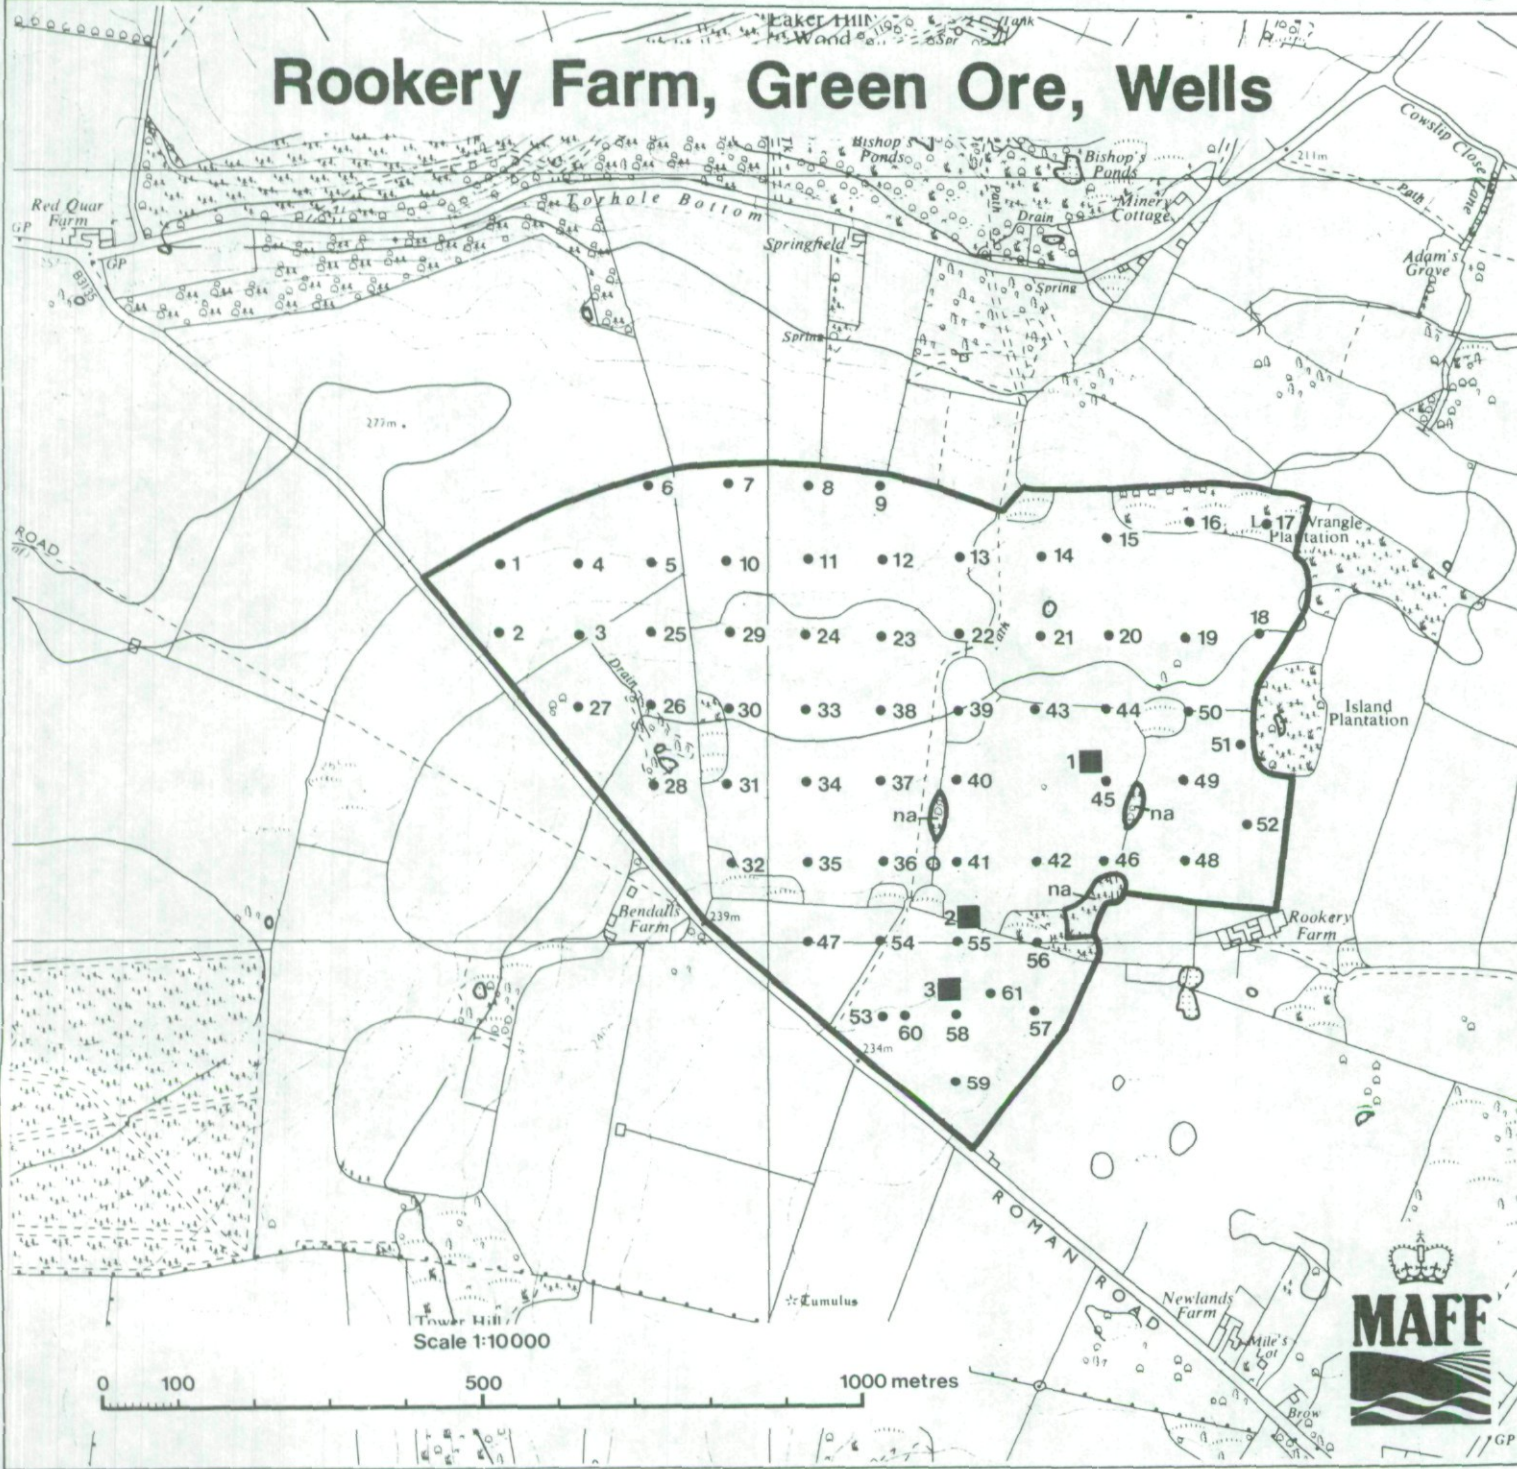 Laker Hill
Wood
Tank
Spr
Rookery Farm, Green Ore, Wells
Cowslip Close Lane
Bishop's
Ponds
Bishop's
Ponds
211m
Path
Red Quar
Farm
GP
GP
B3135
Torhole Bottom
Path
Drain
Minery
Cottage
Springfield
Adam's
Grove
Spring
Spring
277m
6
7
8
9
16
17
Wrangle
Plantation
15
1
4
5
10
11
12
13
14
ROAD
2
3
25
29
24
23
22
21
20
19
18
Drain
27
26
30
33
38
39
43
44
50
Island
Plantation
51
1
28
31
34
37
40
45
49
na
na
52
32
35
36
41
42
46
48
na
Bendalls
Farm
239m
2
Rookery
Farm
47
54
55
56
3
61
53
60
58
57
234m
59
ROMAN ROAD
Tumulus
Newlands
Farm
Mile's
Lot
Brow
GP
Tower Hill
Scale 1:10000
0 100 500 1000 metres
MAFF